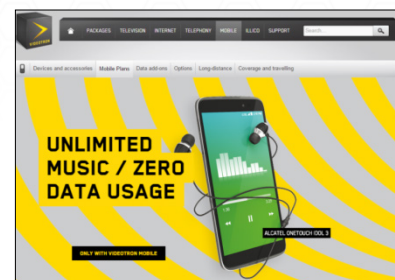 VIDEOTRON
PACKAGES TELEVISION INTERNET TELEPHONY MOBILE ILLICO SUPPORT Search...
Devices and accessories Mobile Plans Data add-ons Options Long-distance Coverage and travelling
UNLIMITED
MUSIC / ZERO
DATA USAGE
ALCATEL ONETOUCH IDOL 3
ONLY WITH VIDEOTRON MOBILE